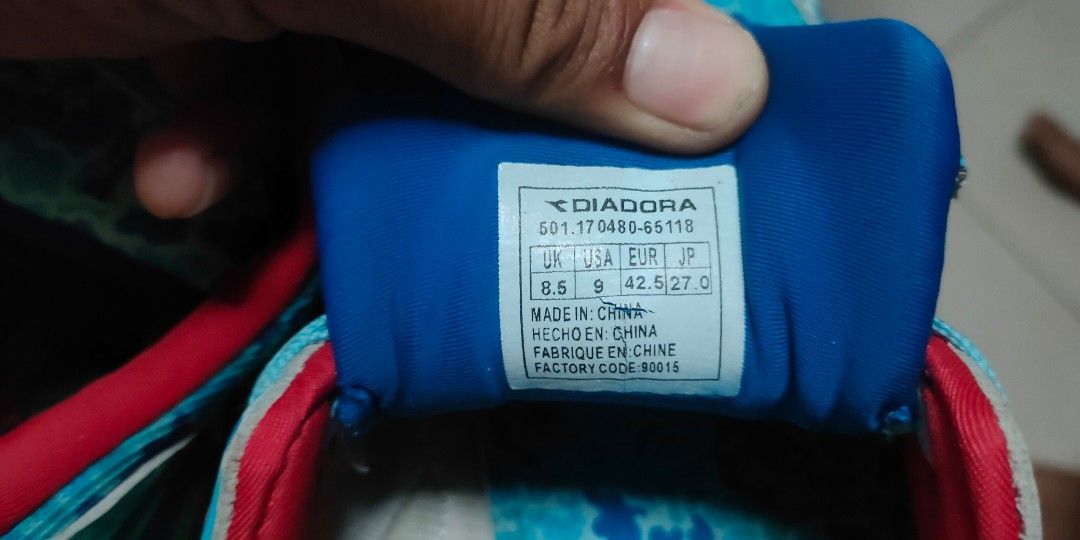 DIADORA
501.170480-65118
UK USA EUR JP
8.5 9 42.5 27.0
MADE IN: CHINA
HECHO EN: CHINA
FABRIQUE EN:CHINE
FACTORY CODE:90015